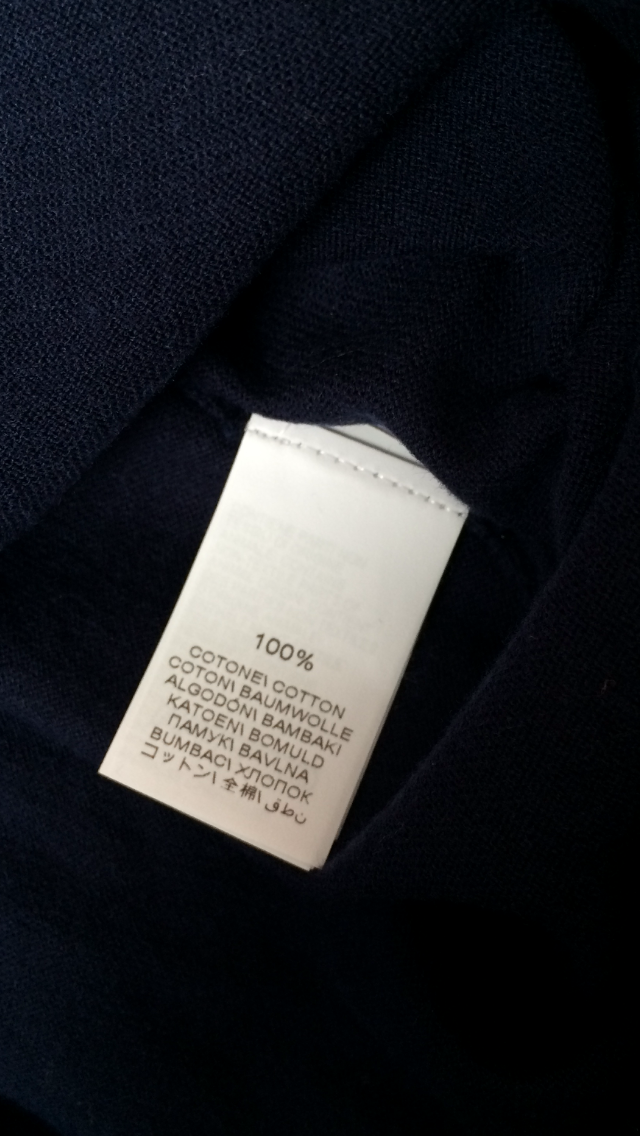 100%
COTONE\ COTTON
COTON\ BAUMWOLLE
ALGODÓN\ BAMBAKI
KATOEN\ BOMULD
ПАМУК\ BAVLNA
BUMBAC\ ХЛОПОК
コットン\ 全棉\ ن ط ق